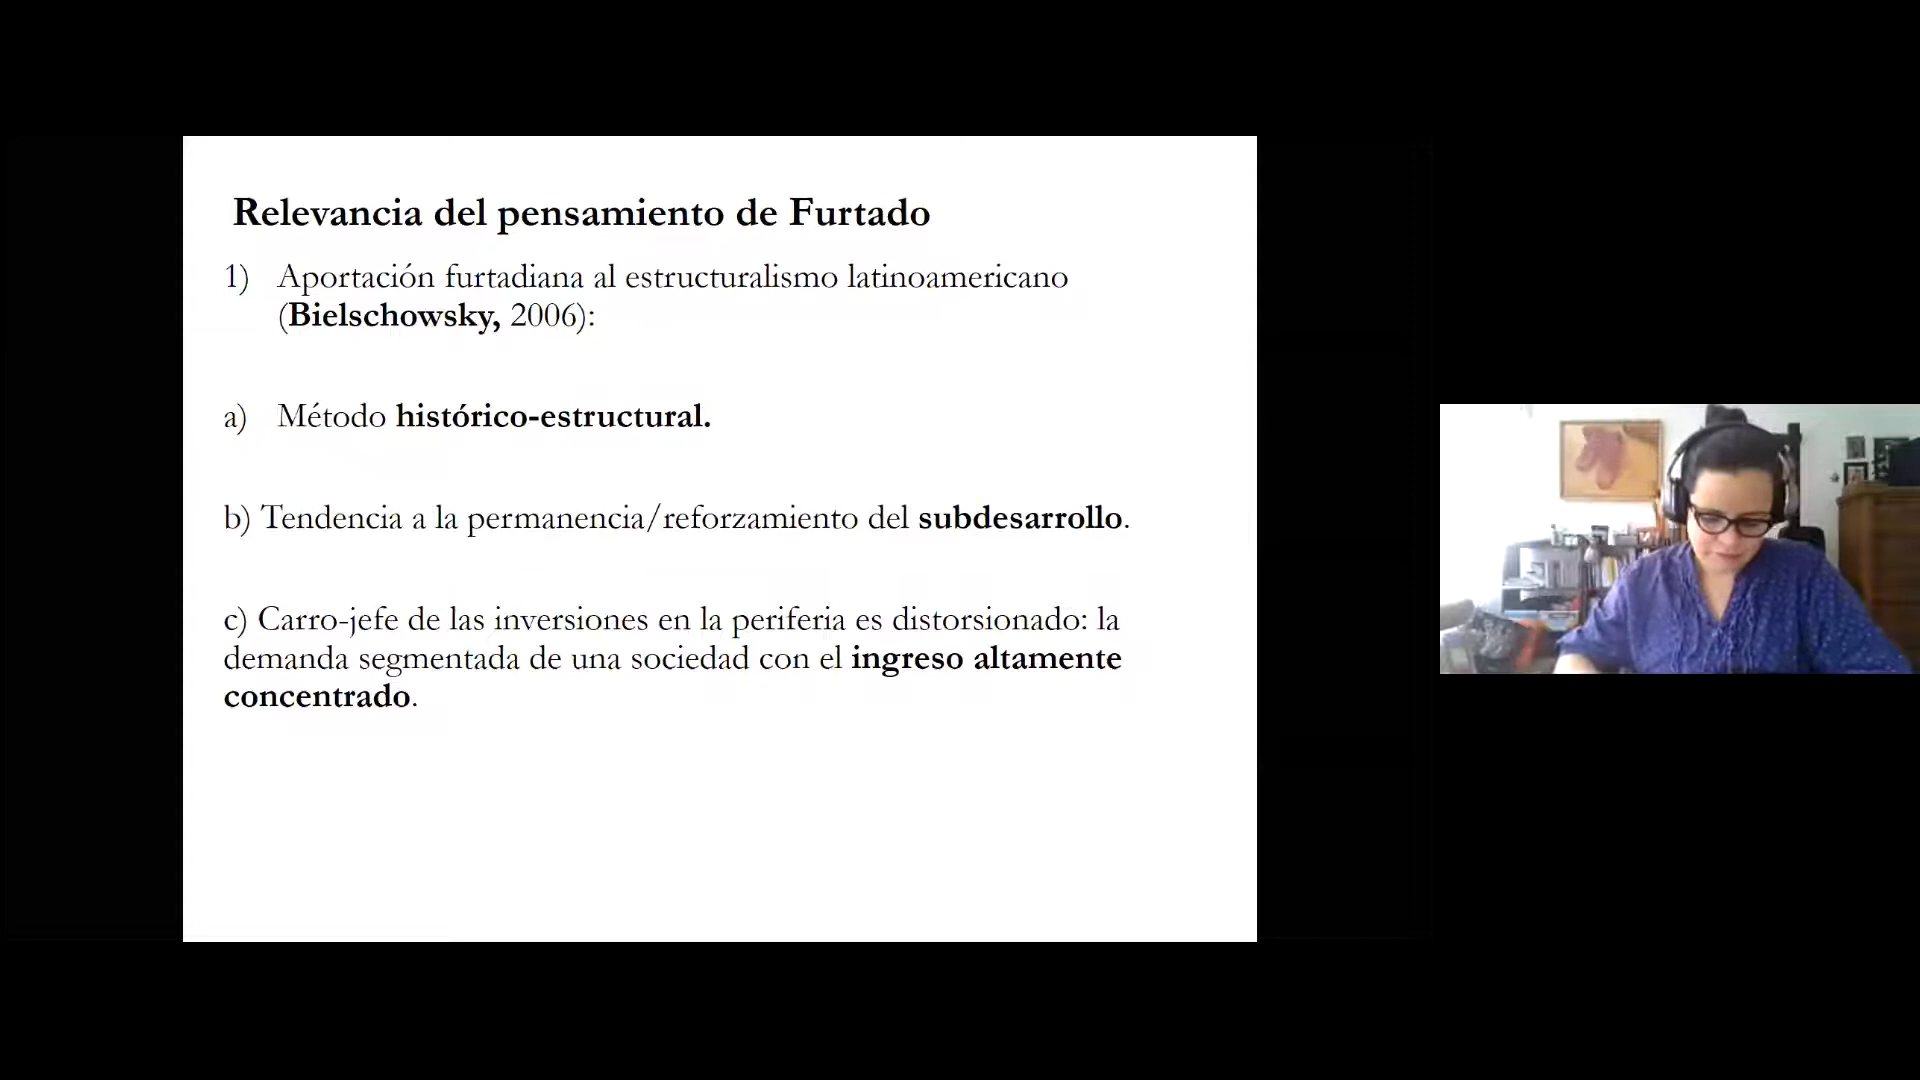 Relevancia del pensamiento de Furtado
1) Aportación furtadiana al estructuralismo latinoamericano
(Bielschowsky, 2006):
a) Método histórico-estructural.
b) Tendencia a la permanencia/reforzamiento del subdesarrollo.
c) Carro-jefe de las inversiones en la periferia es distorsionado: la
demanda segmentada de una sociedad con el ingreso altamente
concentrado.